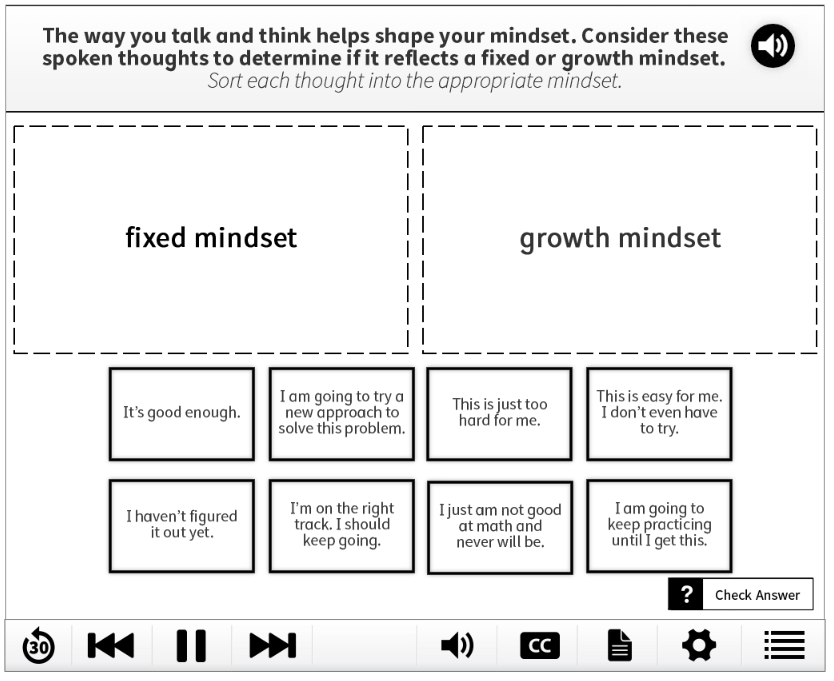 The way you talk and think helps shape your mindset. Consider these
spoken thoughts to determine if it reflects a fixed or growth mindset.
Sort each thought into the appropriate mindset.
fixed mindset
growth mindset
It's good enough.
I am going to try a
new approach to
solve this problem.
This is just too
hard for me.
This is easy for me.
I don't even have
to try.
I haven't figured
it out yet.
I'm on the right
track. I should
keep going.
I just am not good
at math and
never will be.
I am going to
keep practicing
until I get this.
? Check Answer
30
CC